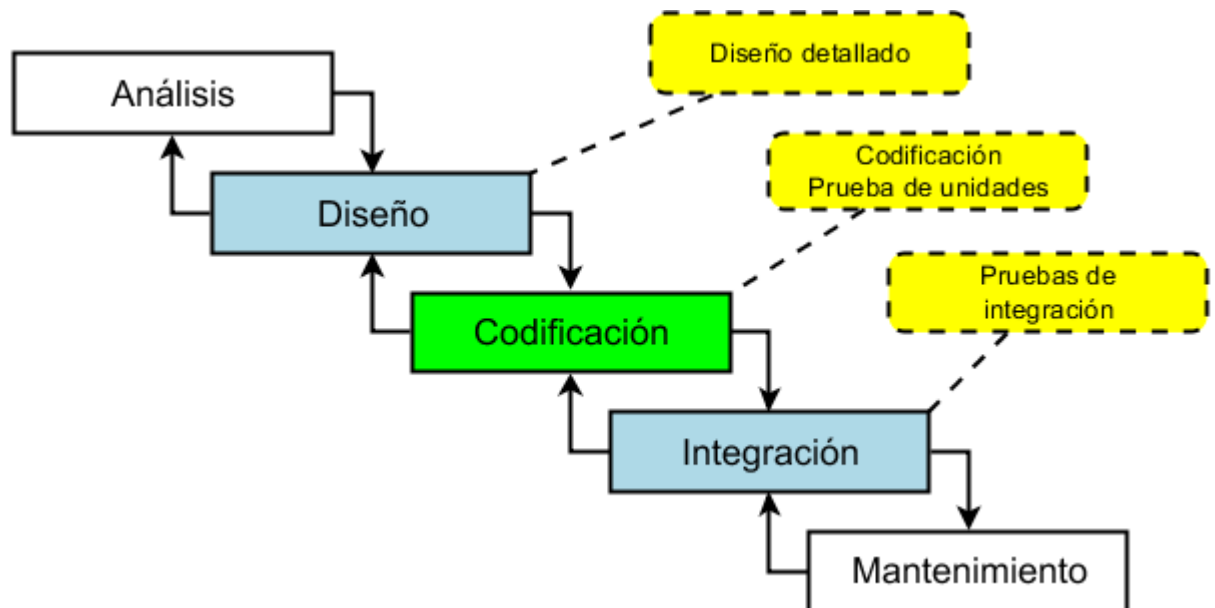 Diseño detallado
Análisis
Codificación
Prueba de unidades
Diseño
Pruebas de
integración
Codificación
Integración
Mantenimiento